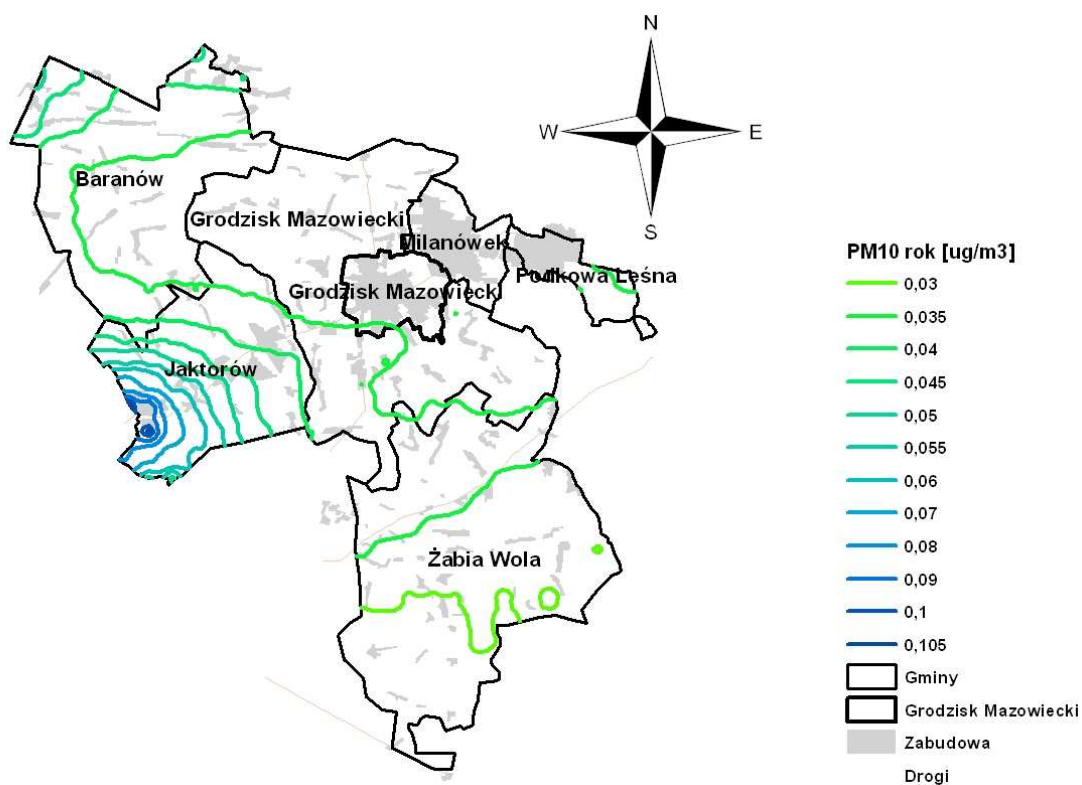 N
W E
S
Baranów
Grodzisk Mazowiecki
Milanówek
Podkowa Leśna
Grodzisk Mazowiecki
Jaktorów
Żabia Wola
PM10 rok [ug/m3]
0,03
0,035
0,04
0,045
0,05
0,055
0,06
0,07
0,08
0,09
0,1
0,105
Gminy
Grodzisk Mazowiecki
Zabudowa
Drogi